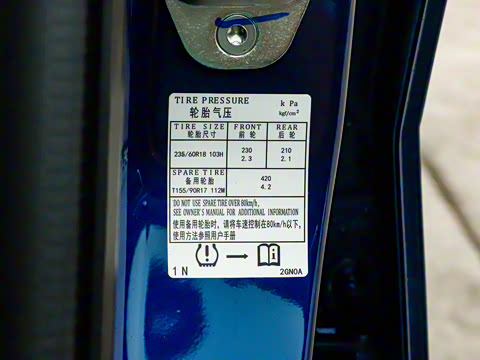 TIRE PRESSURE k Pa
轮胎气压 kgf/cm²
TIRE SIZE FRONT REAR
轮胎尺寸 前轮 后轮
235/60R18 103H 230 210
2.3 2.1
SPARE TIRE 420
备用轮胎 4.2
T155/90R17 112M
DO NOT USE SPARE TIRE OVER 80km/h,
SEE OWNER'S MANUAL FOR ADDITIONAL INFORMATION
使用备用轮胎时，请将车速控制在80km/h以下，
使用方法参照用户手册
1 N 2GN0A